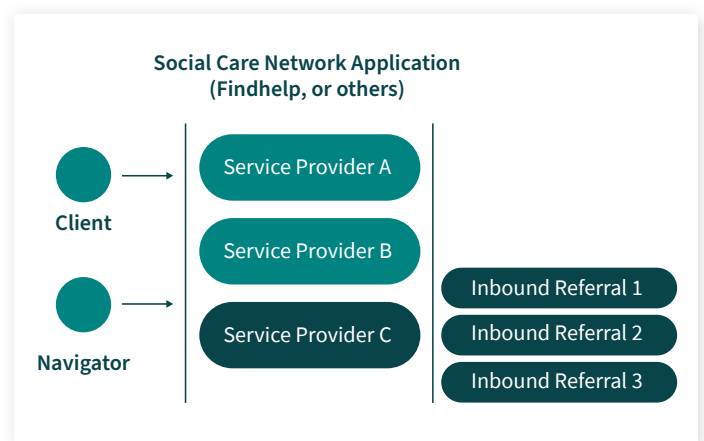 Social Care Network Application
(Findhelp, or others)
Client
Navigator
Service Provider A
Service Provider B
Service Provider C
Inbound Referral 1
Inbound Referral 2
Inbound Referral 3